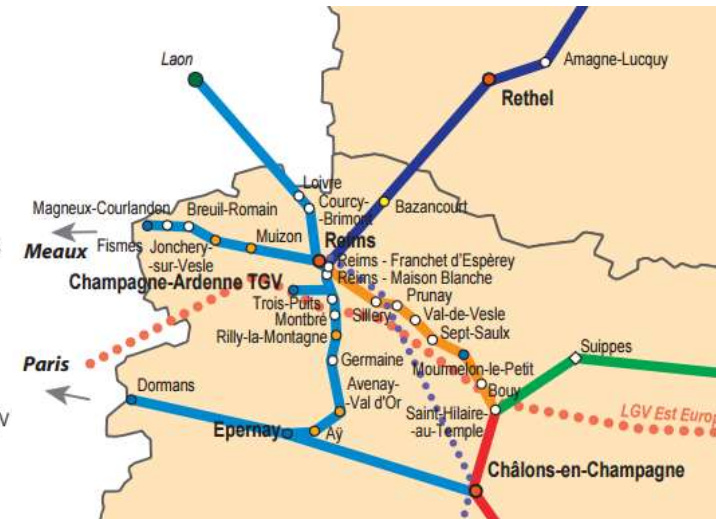 Laon
Amagne-Lucquy
Rethel
Loivre
Courcy-
-Brimont
Bazancourt
Magneux-Courlandon
Breuil-Romain
Meaux
Fismes
Jonchery-
-sur-Vesle
Muizon
Reims
Reims - Franchet d'Espèrey
Reims - Maison Blanche
Champagne-Ardenne TGV
Trois-Puits
Montbré
Rilly-la-Montagne
Sillery
Prunay
Val-de-Vesle
Sept-Saulx
Mourmelon-le-Petit
Bouy
Suippes
Paris
Germaine
Dormans
Avenay-
-Val d'Or
Saint-Hilaire-
-au-Temple
LGV Est Europ
V
Epernay
Aÿ
Châlons-en-Champagne